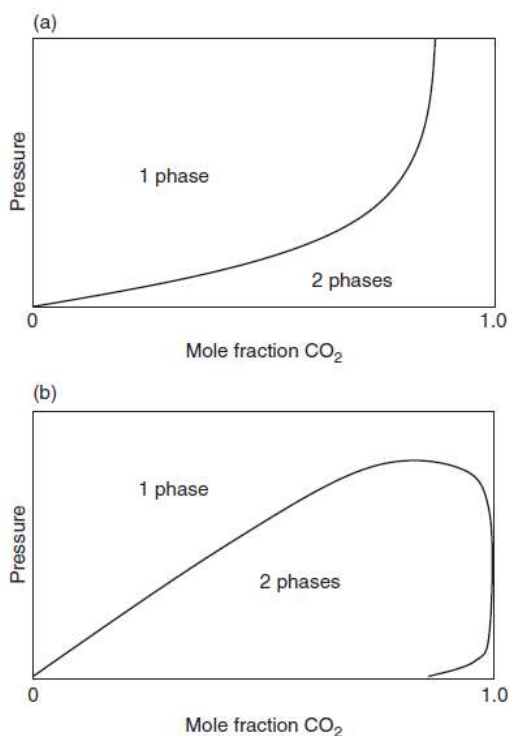 (a)
Pressure
1 phase
2 phases
0
1.0
Mole fraction CO₂
(b)
Pressure
1 phase
2 phases
0
1.0
Mole fraction CO₂